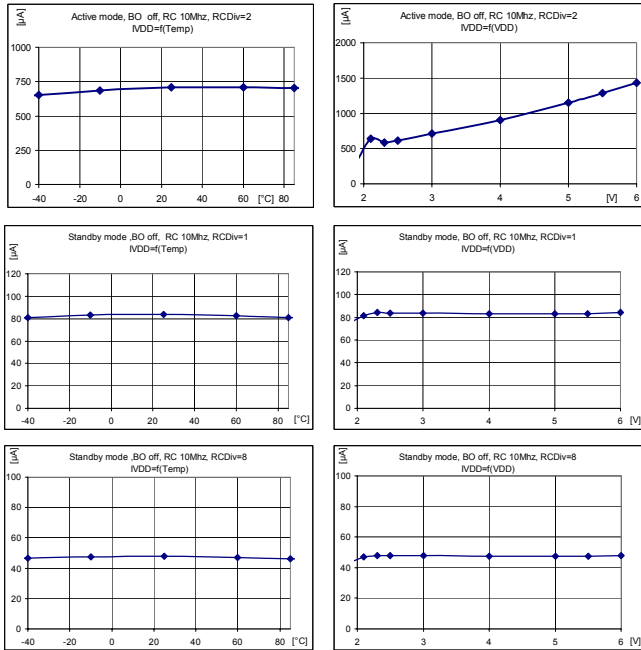 Active mode, BO off, RC 10Mhz, RCDiv=2
IVDD=f(Temp)
[µA]
1000
750
500
250
0
-40 -20 0 20 40 60 [°C] 80
Active mode, BO off, RC 10Mhz, RCDiv=2
IVDD=f(VDD)
[µA]
2000
1500
1000
500
0
2 3 4 5 [V] 6
Standby mode ,BO off, RC 10Mhz, RCDiv=1
IVDD=f(Temp)
[µA]
120
100
80
60
40
20
0
-40 -20 0 20 40 60 80 [°C]
Standby mode, BO off, RC 10Mhz, RCDiv=1
IVDD=f(VDD)
[µA]
120
100
80
60
40
20
0
2 3 4 5 6 [V]
Standby mode ,BO off, RC 10Mhz, RCDiv=8
IVDD=f(Temp)
[µA]
100
80
60
40
20
0
-40 -20 0 20 40 60 80 [°C]
Standby mode, BO off, RC 10Mhz, RCDiv=8
IVDD=f(VDD)
[µA]
100
80
60
40
20
0
2 3 4 5 6 [V]